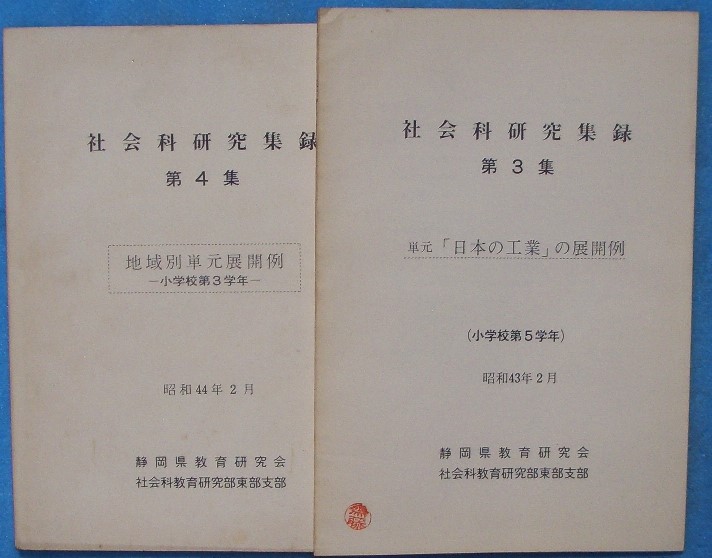 社会科研究集録
第4集
地域別単元展開例
－小学校第3学年－
昭和44年2月
静岡県教育研究会
社会科教育研究部東部支部
社会科研究集録
第3集
単元「日本の工業」の展開例
(小学校第5学年)
昭和43年2月
静岡県教育研究会
社会科教育研究部東部支部